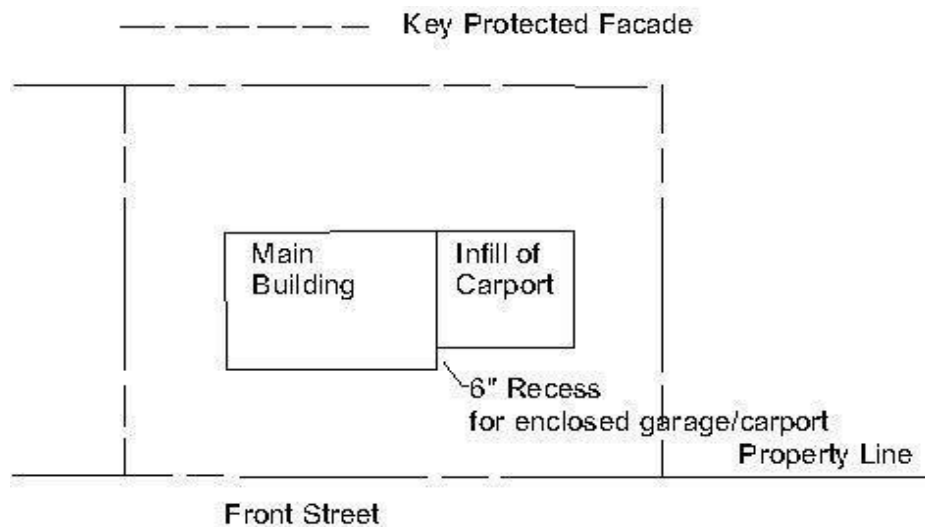 Key Protected Facade
Main
Building
Infill of
Carport
6" Recess
for enclosed garage/carport
Property Line
Front Street